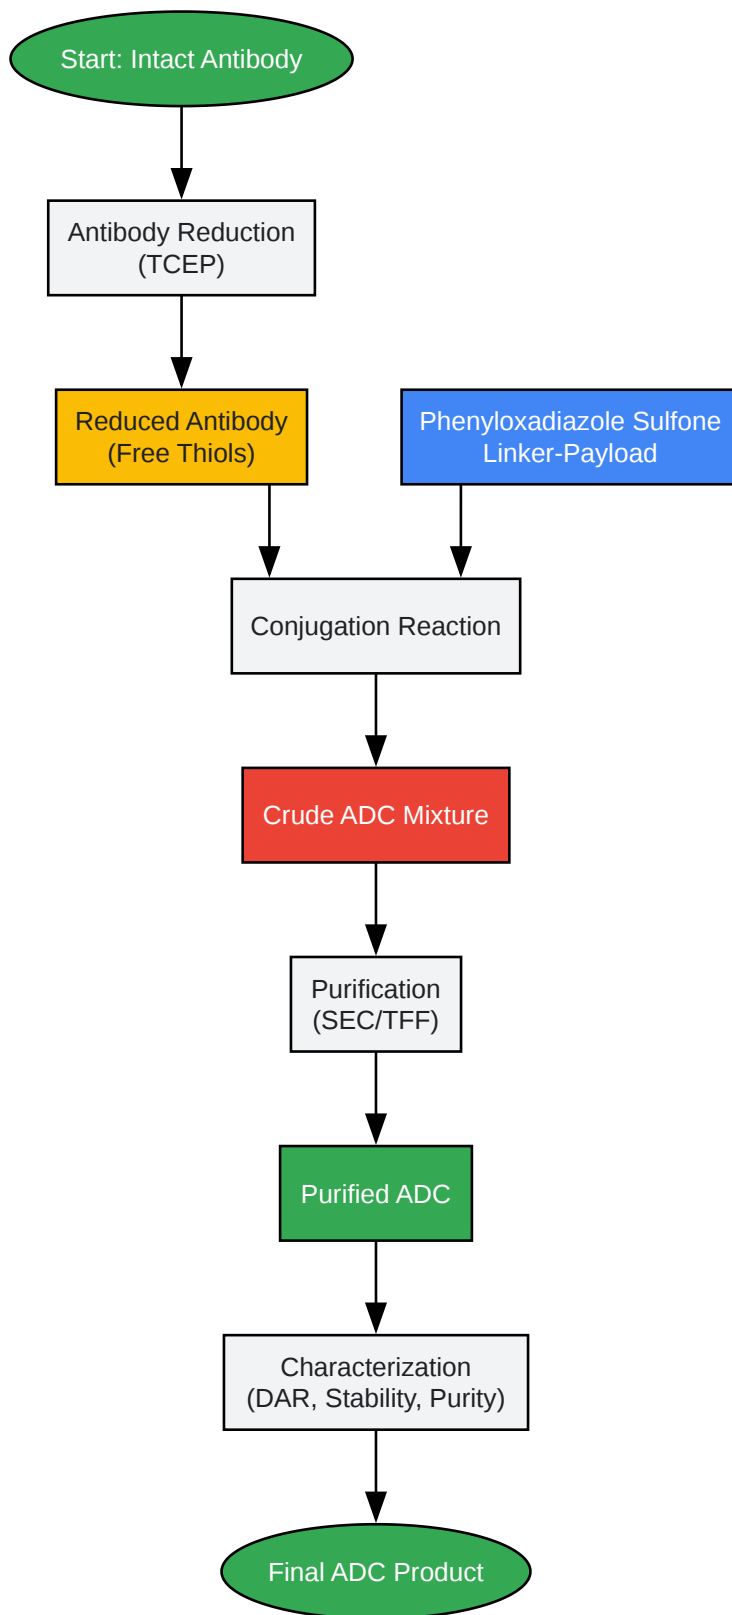 Start: Intact Antibody
Antibody Reduction
(TCEP)
Reduced Antibody
(Free Thiols)
Phenyloxadiazole Sulfone
Linker-Payload
Conjugation Reaction
Crude ADC Mixture
Purification
(SEC/TFF)
Purified ADC
Characterization
(DAR, Stability, Purity)
Final ADC Product